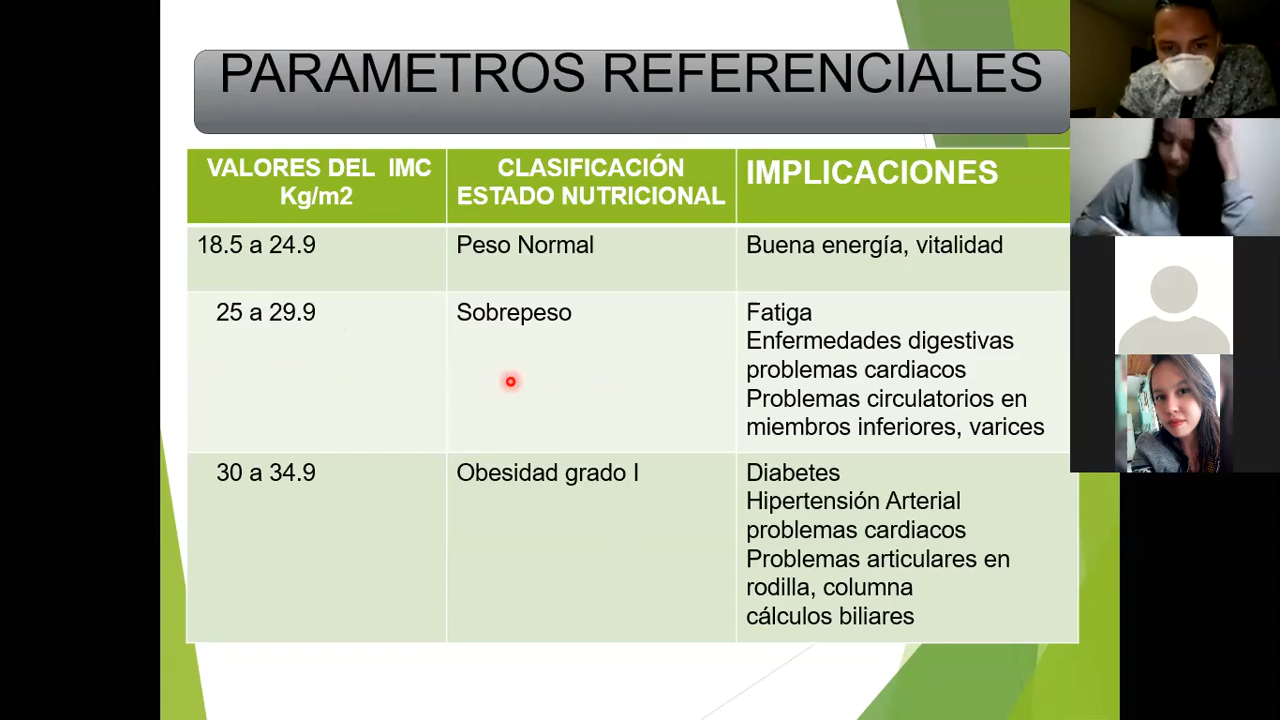 PARAMETROS REFERENCIALES
VALORES DEL IMC
Kg/m2
CLASIFICACIÓN
ESTADO NUTRICIONAL
IMPLICACIONES
18.5 a 24.9
Peso Normal
Buena energía, vitalidad
25 a 29.9
Sobrepeso
Fatiga
Enfermedades digestivas
problemas cardiacos
Problemas circulatorios en
miembros inferiores, varices
30 a 34.9
Obesidad grado I
Diabetes
Hipertensión Arterial
problemas cardiacos
Problemas articulares en
rodilla, columna
cálculos biliares